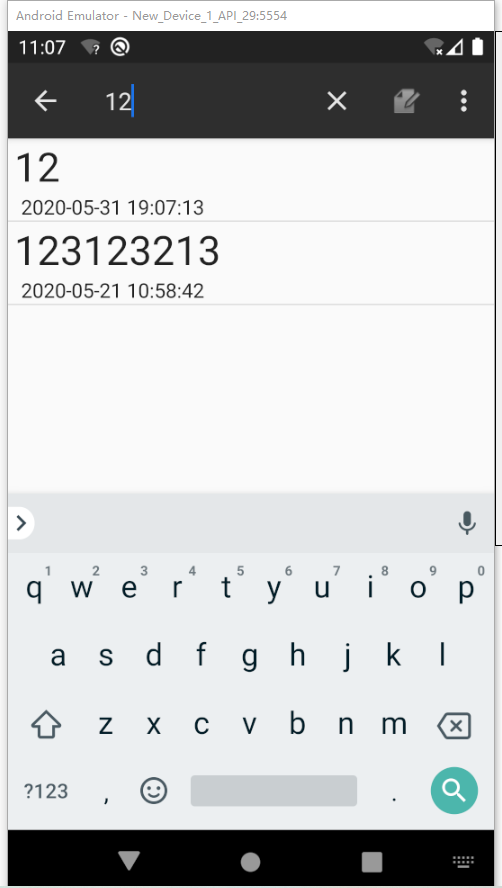 Android Emulator - New_Device_1_API_29:5554
11:07 ?
12
12
2020-05-31 19:07:13
123123213
2020-05-21 10:58:42
1 2 3 4 5 6 7 8 9 0
q w e r t y u i o p
a s d f g h j k l
z x c v b n m
?123 , .